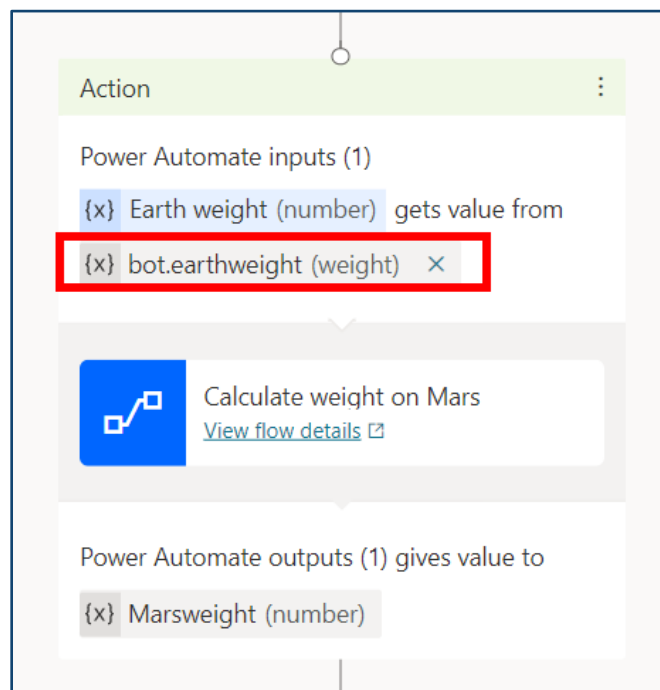 Action
Power Automate inputs (1)
{x} Earth weight (number) gets value from
{x} bot.earthweight (weight) ×
Calculate weight on Mars
View flow details
Power Automate outputs (1) gives value to
{x} Marsweight (number)